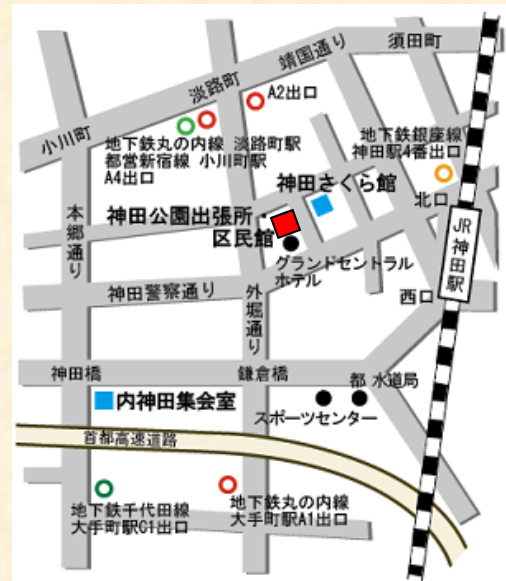 須田町
靖国通り
淡路町
A2出口
小川町
地下鉄丸の内線 淡路町駅
都営新宿線 小川町駅
A4出口
地下鉄銀座線
神田駅4番出口
神田さくら館
北口
本郷通り
神田公園出張所・
区民館
グランドセントラル
ホテル
JR神田駅
西口
神田警察通り
外堀通り
神田橋
鎌倉橋
都 水道局
内神田集会室
スポーツセンター
首都高速道路
地下鉄千代田線
大手町駅C1出口
地下鉄丸の内線
大手町駅A1出口